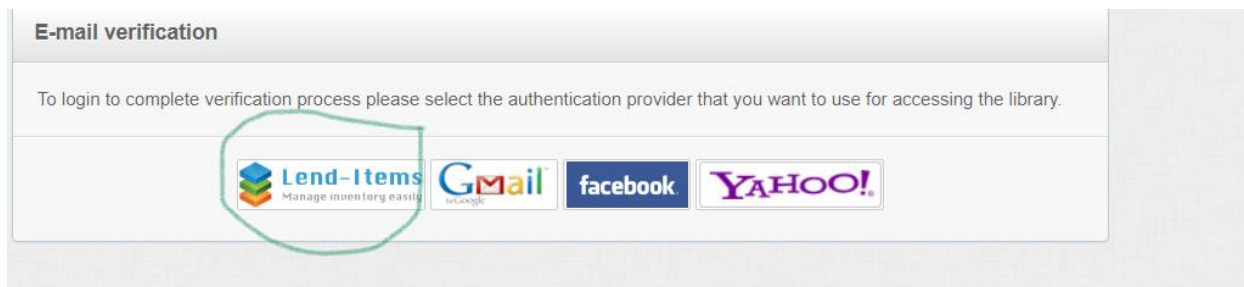 E-mail verification
To login to complete verification process please select the authentication provider that you want to use for accessing the library.
Lend-Items
Manage inventory easily
Gmail
by Google
facebook.
YAHOO!